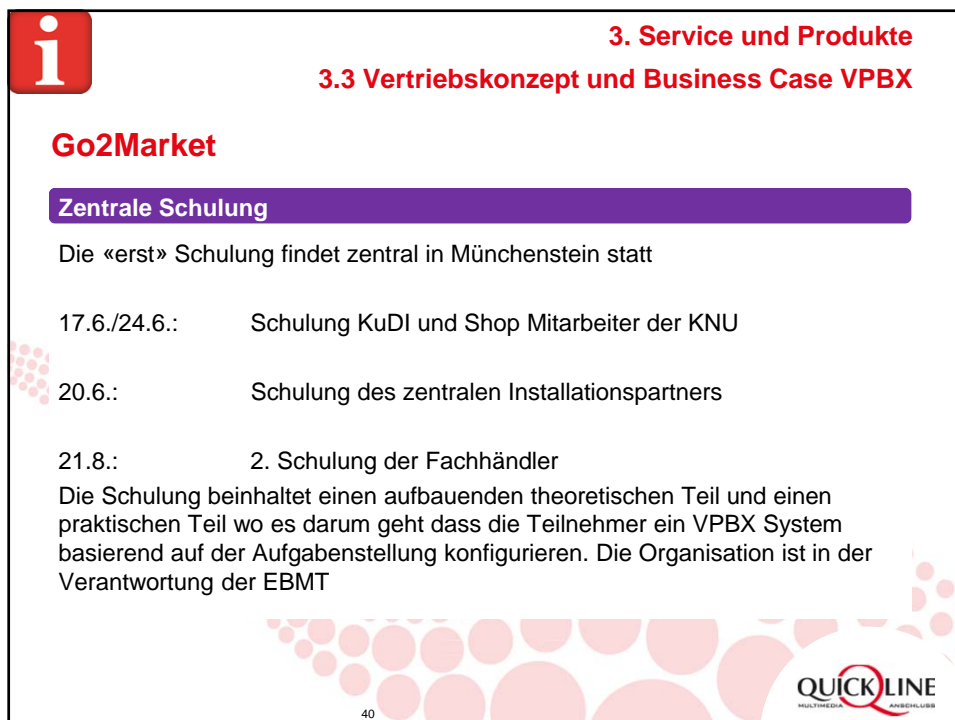 i
3. Service und Produkte
3.3 Vertriebskonzept und Business Case VPBX
Go2Market
Zentrale Schulung
Die «erst» Schulung findet zentral in Münchenstein statt
17.6./24.6.: Schulung KuDI und Shop Mitarbeiter der KNU
20.6.: Schulung des zentralen Installationspartners
21.8.: 2. Schulung der Fachhändler
Die Schulung beinhaltet einen aufbauenden theoretischen Teil und einen
praktischen Teil wo es darum geht dass die Teilnehmer ein VPBX System
basierend auf der Aufgabenstellung konfigurieren. Die Organisation ist in der
Verantwortung der EBMT
QUICKLINE
MULTIMEDIA ANSCHLUSS
40